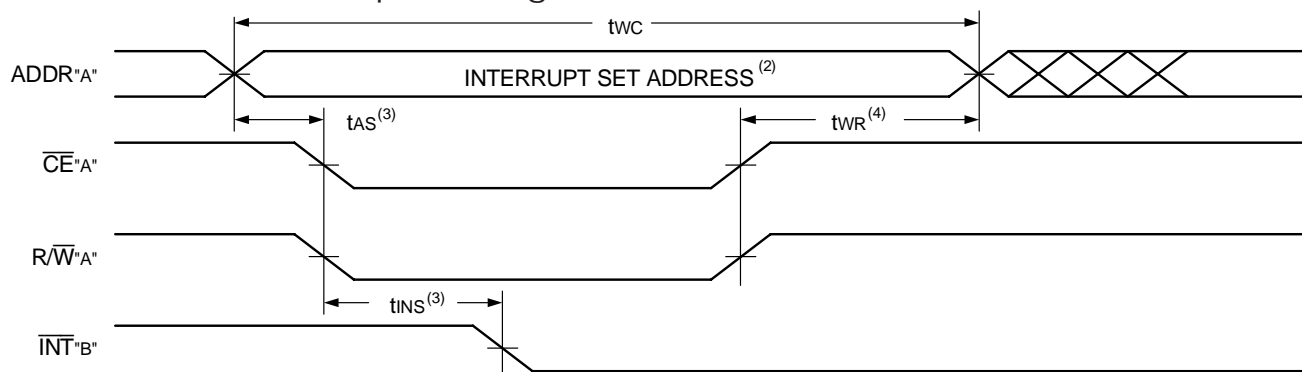 tWC
ADDR"A"
INTERRUPT SET ADDRESS(2)
tAS(3)
tWR(4)
CE"A"
R/W"A"
tINS(3)
INT"B"